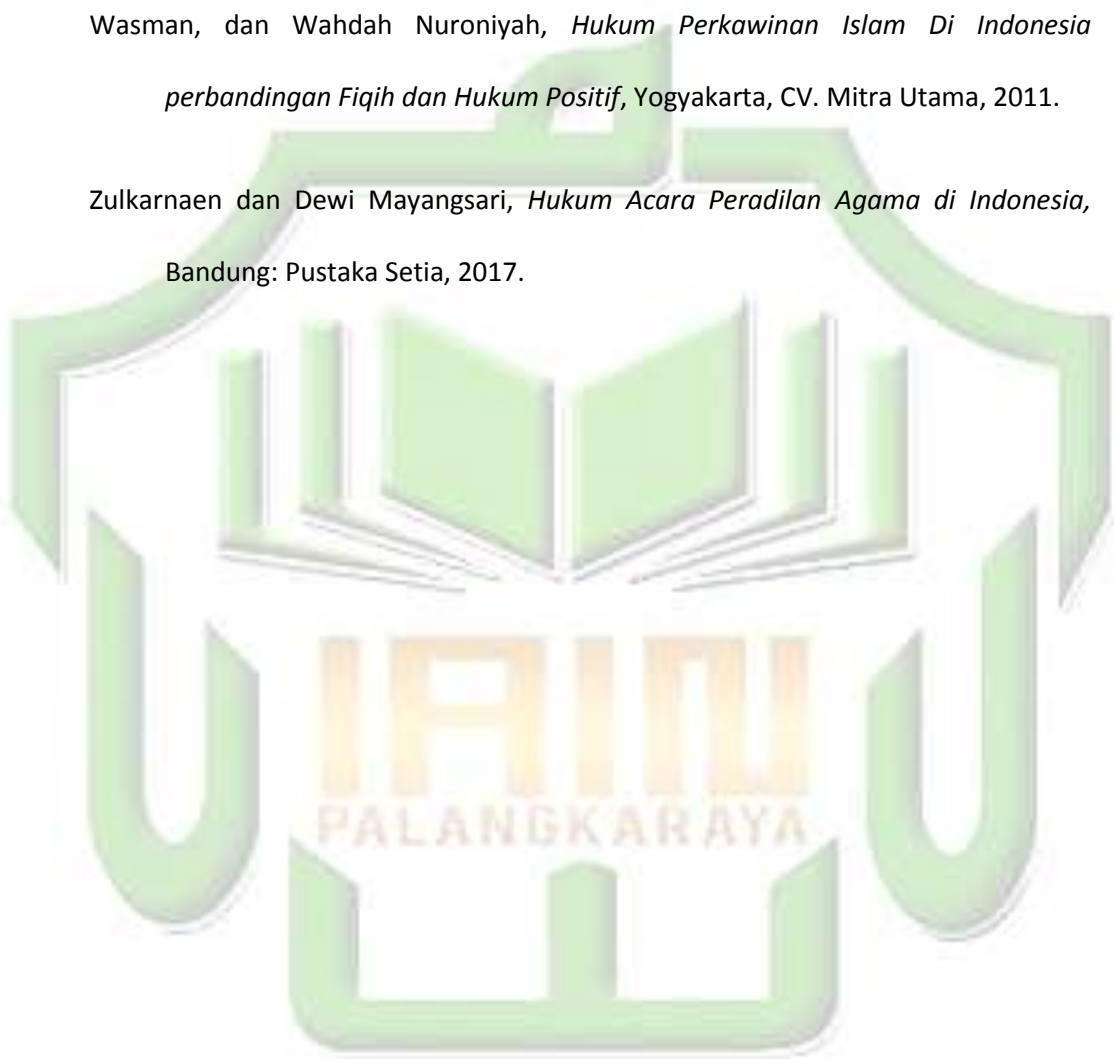 Wasman, dan Wahdah Nuroniyah, Hukum Perkawinan Islam Di Indonesia
perbandingan Fiqih dan Hukum Positif, Yogyakarta, CV. Mitra Utama, 2011.
Zulkarnaen dan Dewi Mayangsari, Hukum Acara Peradilan Agama di Indonesia,
Bandung: Pustaka Setia, 2017.
IAIN
PALANGKARAYA